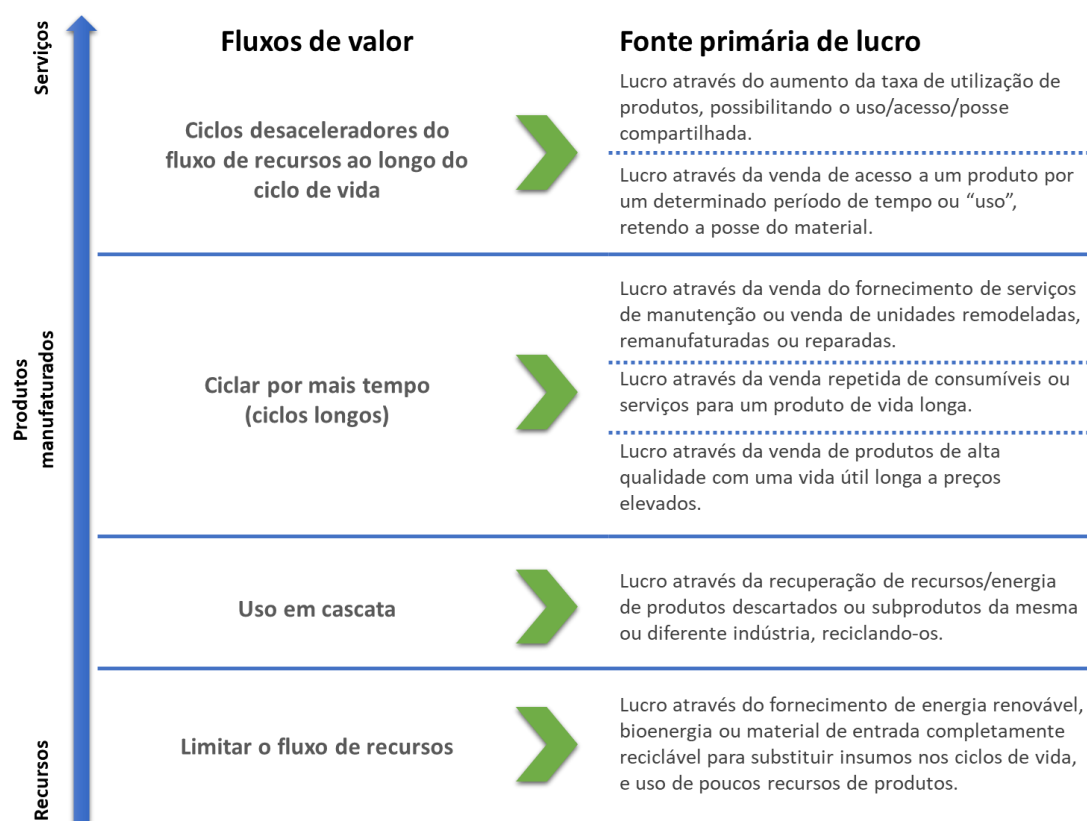 Serviços
Fluxos de valor
Fonte primária de lucro
Ciclos desaceleradores do
fluxo de recursos ao longo do
ciclo de vida
Lucro através do aumento da taxa de utilização de
produtos, possibilitando o uso/acesso/posse
compartilhada.
Lucro através da venda de acesso a um produto por
um determinado período de tempo ou “uso”,
retendo a posse do material.
Produtos
manufaturados
Ciclar por mais tempo
(ciclos longos)
Lucro através da venda do fornecimento de serviços
de manutenção ou venda de unidades remodeladas,
remanufaturadas ou reparadas.
Lucro através da venda repetida de consumíveis ou
serviços para um produto de vida longa.
Lucro através da venda de produtos de alta
qualidade com uma vida útil longa a preços
elevados.
Uso em cascata
Lucro através da recuperação de recursos/energia
de produtos descartados ou subprodutos da mesma
ou diferente indústria, reciclando-os.
Recursos
Limitar o fluxo de recursos
Lucro através do fornecimento de energia renovável,
bioenergia ou material de entrada completamente
reciclável para substituir insumos nos ciclos de vida,
e uso de poucos recursos de produtos.